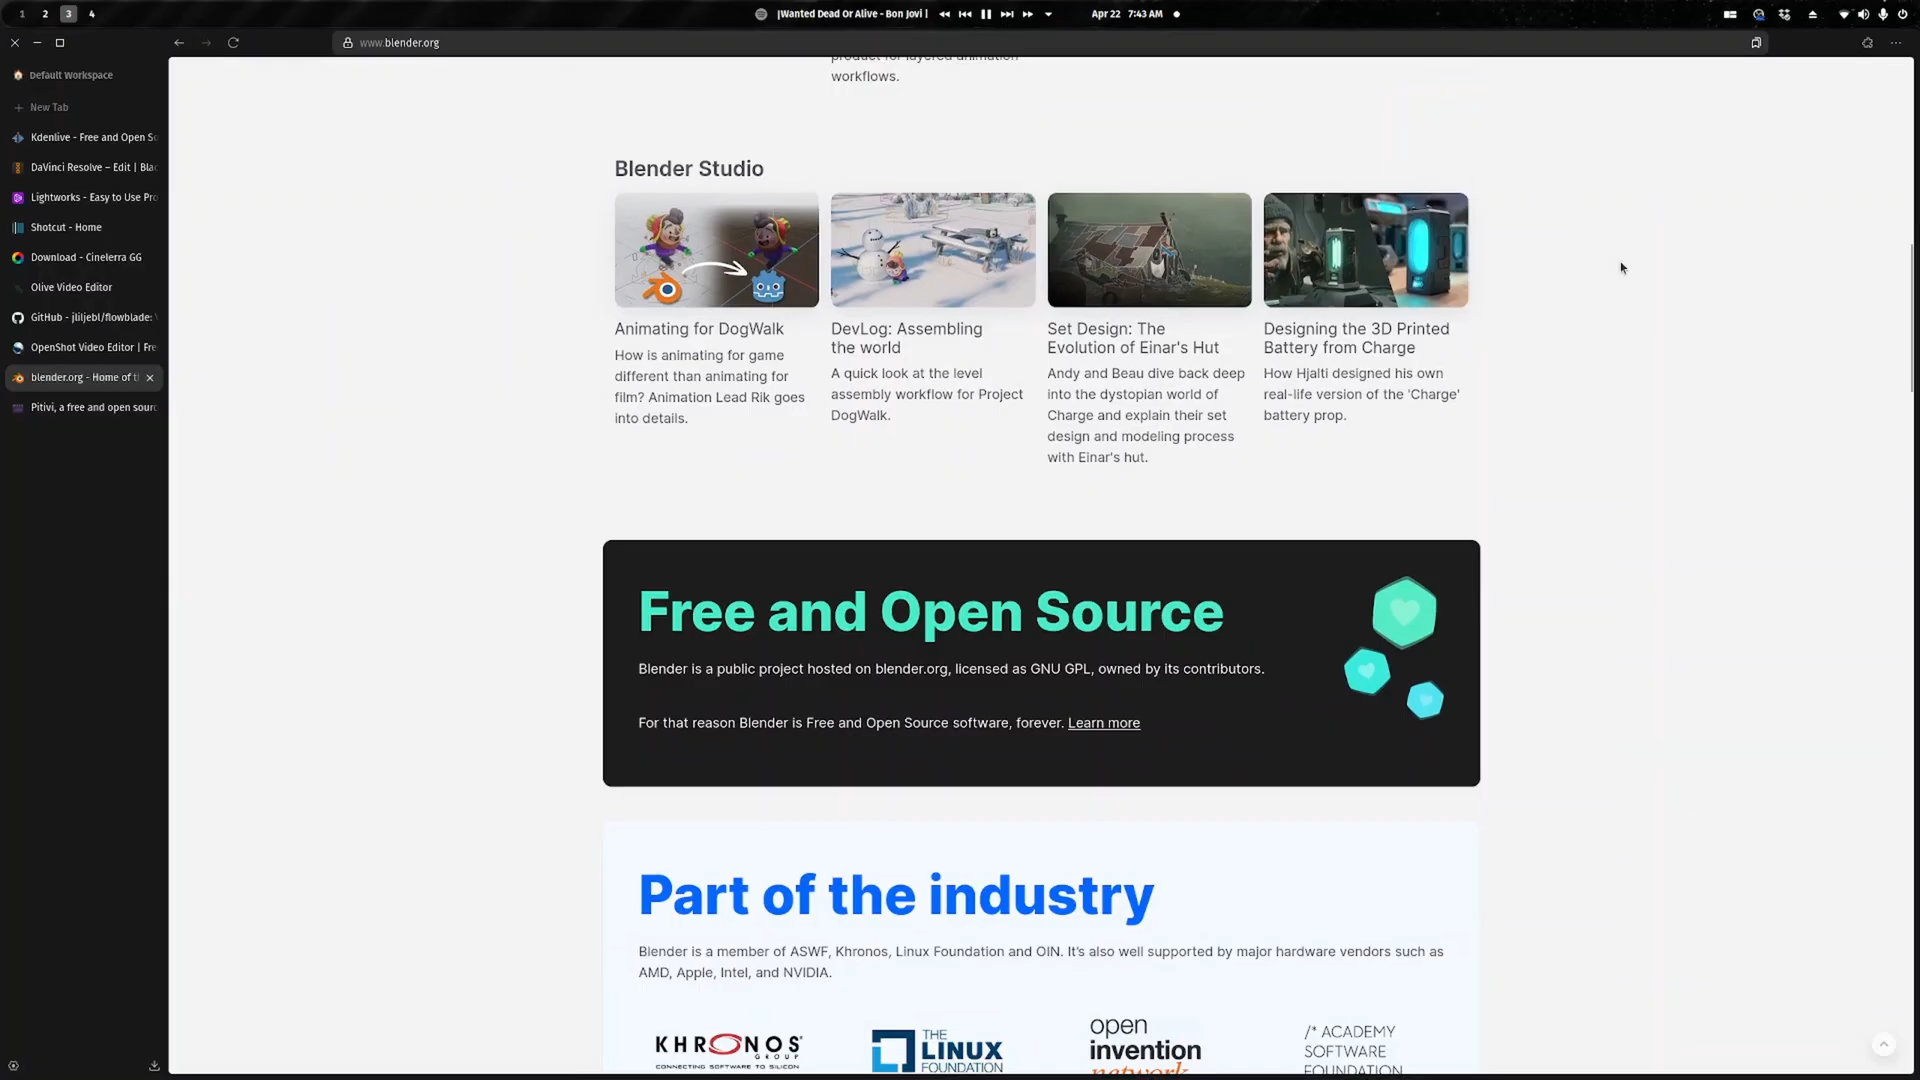 1 2 3 4
|Wanted Dead Or Alive - Bon Jovi |
Apr 22 7:43 AM
www.blender.org
Default Workspace
New Tab
Kdenlive - Free and Open So
DaVinci Resolve – Edit | Blac
Lightworks - Easy to Use Pro
Shotcut - Home
Download - Cinelerra GG
Olive Video Editor
GitHub - jliljebl/flowblade:
OpenShot Video Editor | Fre
blender.org - Home of t
Pitivi, a free and open sourc
product for layered animation
workflows.
Blender Studio
Animating for DogWalk
How is animating for game
different than animating for
film? Animation Lead Rik goes
into details.
DevLog: Assembling
the world
A quick look at the level
assembly workflow for Project
DogWalk.
Set Design: The
Evolution of Einar's Hut
Andy and Beau dive back deep
into the dystopian world of
Charge and explain their set
design and modeling process
with Einar's hut.
Designing the 3D Printed
Battery from Charge
How Hjalti designed his own
real-life version of the 'Charge'
battery prop.
Free and Open Source
Blender is a public project hosted on blender.org, licensed as GNU GPL, owned by its contributors.
For that reason Blender is Free and Open Source software, forever. Learn more
Part of the industry
Blender is a member of ASWF, Khronos, Linux Foundation and OIN. It's also well supported by major hardware vendors such as
AMD, Apple, Intel, and NVIDIA.
KHRONOS
GROUP
CONNECTING SOFTWARE TO SILICON
THE
LINUX
FOUNDATION
open
invention
network
/* ACADEMY
SOFTWARE
FOUNDATION